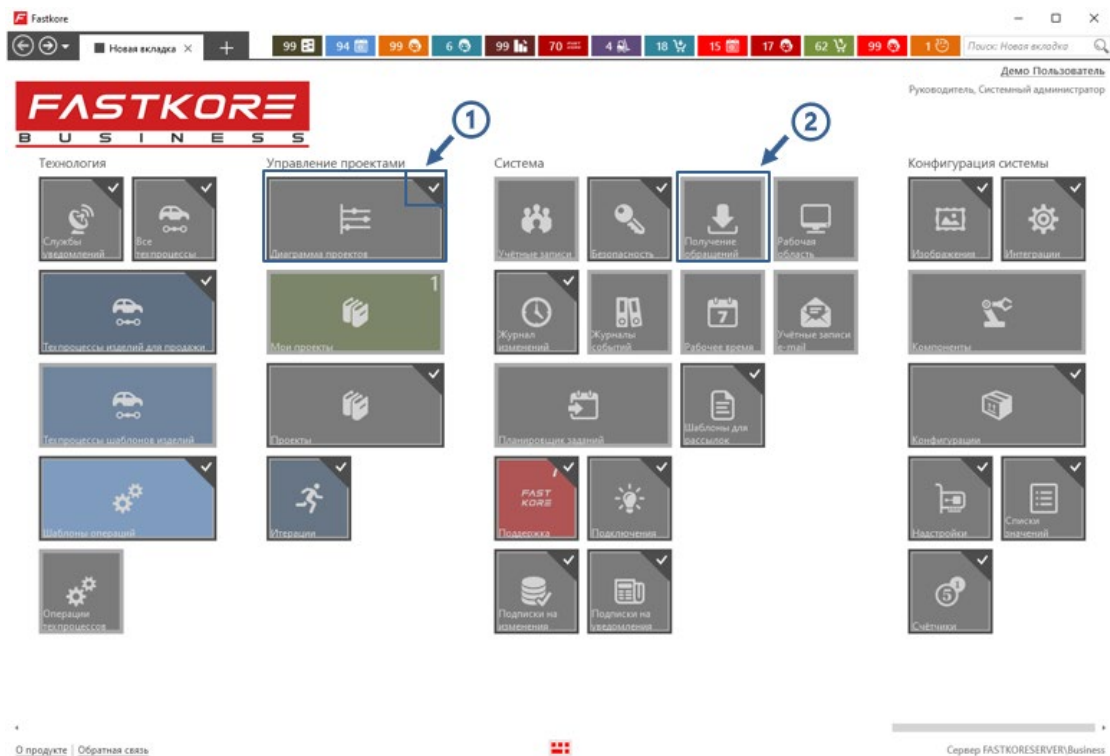 Fastkore
Новая вкладка
99
94
99
6
99
70
4
18
15
17
62
99
1
Поиск: Новая вкладка
Демо Пользователь
Руководитель, Системный администратор
FASTKORE
BUSINESS
1
2
Технология
Управление проектами
Система
Конфигурация системы
Службы
уведомлений
Все
техпроцессы
Диаграмма проектов
Учётные записи
Безопасность
Получение
обращений
Рабочая
область
Изображения
Интеграции
Техпроцессы изделий для продажи
1
Мои проекты
Журнал
изменений
Журналы
событий
7
Рабочее время
Учётные записи
e-mail
Компоненты
Техпроцессы шаблонов изделий
Проекты
Планировщик заданий
Шаблоны для
рассылок
Конфигурации
Шаблоны операций
Итерации
FAST
KORE
Поддержка
Подключения
Надстройки
Списки
значений
Операции
техпроцессов
Подписки на
изменения
Подписки на
уведомления
5
1
Счётчики
О продукте | Обратная связь
Сервер FASTKORESERVER\Business